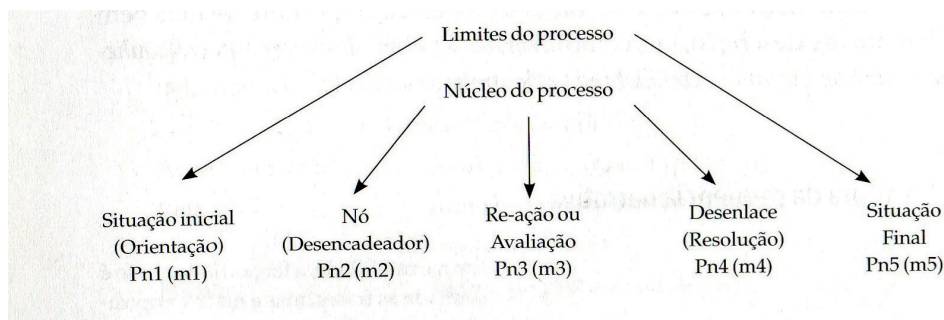 Limites do processo
Núcleo do processo
Situação inicial
(Orientação)
Pn1 (m1)
Nó
(Desencadeador)
Pn2 (m2)
Re-ação ou
Avaliação
Pn3 (m3)
Desenlace
(Resolução)
Pn4 (m4)
Situação
Final
Pn5 (m5)